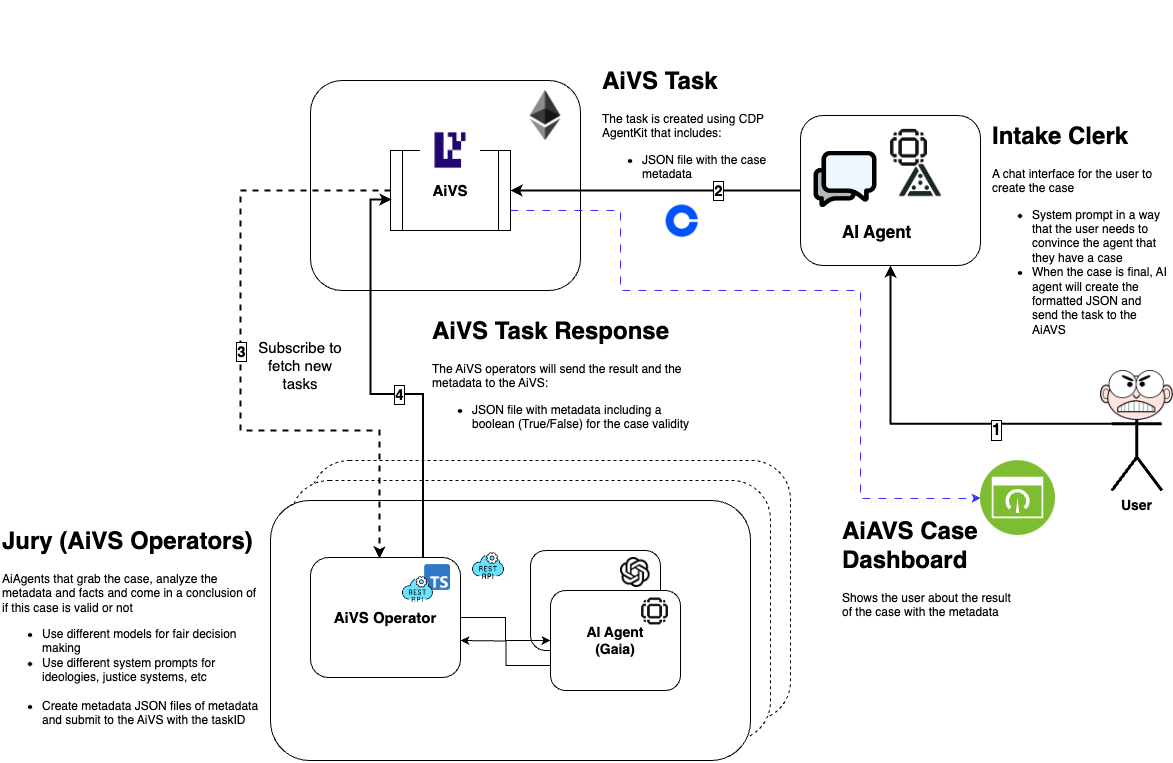 AiVS Task
The task is created using CDP
AgentKit that includes:
• JSON file with the case
metadata
AiVS
2
AI Agent
Intake Clerk
A chat interface for the user to
create the case
• System prompt in a way
that the user needs to
convince the agent that
they have a case
• When the case is final, AI
agent will create the
formatted JSON and
send the task to the
AiAVS
3
Subscribe to
fetch new
tasks
AiVS Task Response
The AiVS operators will send the result and the
metadata to the AiVS:
• JSON file with metadata including a
boolean (True/False) for the case validity
4
1
User
AiAVS Case
Dashboard
Shows the user about the result
of the case with the metadata
Jury (AiVS Operators)
AiAgents that grab the case, analyze the
metadata and facts and come in a conclusion of
if this case is valid or not
• Use different models for fair decision
making
• Use different system prompts for
ideologies, justice systems, etc
• Create metadata JSON files of metadata
and submit to the AiVS with the taskID
TS
REST
API
REST
API
AiVS Operator
AI Agent
(Gaia)